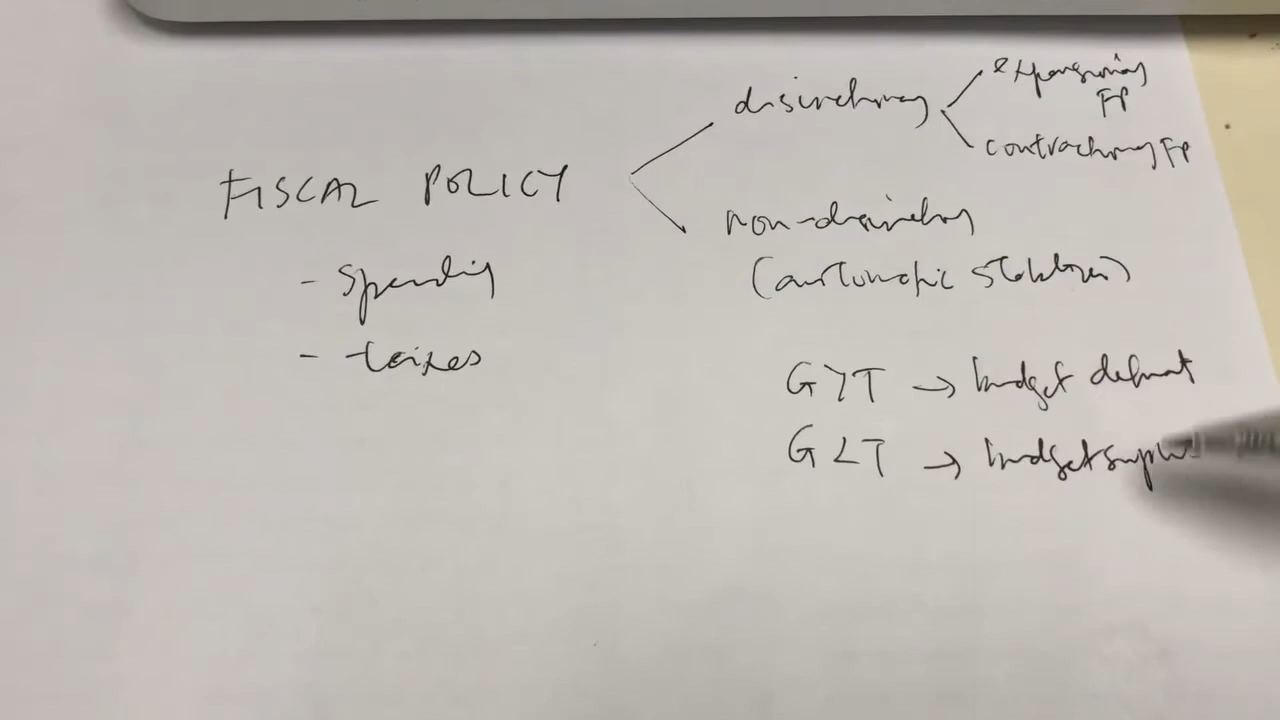 FISCAL POLICY
- spending
- taxes
discretionary
expansionary
FP
contractionary FP
non-discretionary
(automatic stabilizers)
G > T → budget deficit
G < T → budget surplus